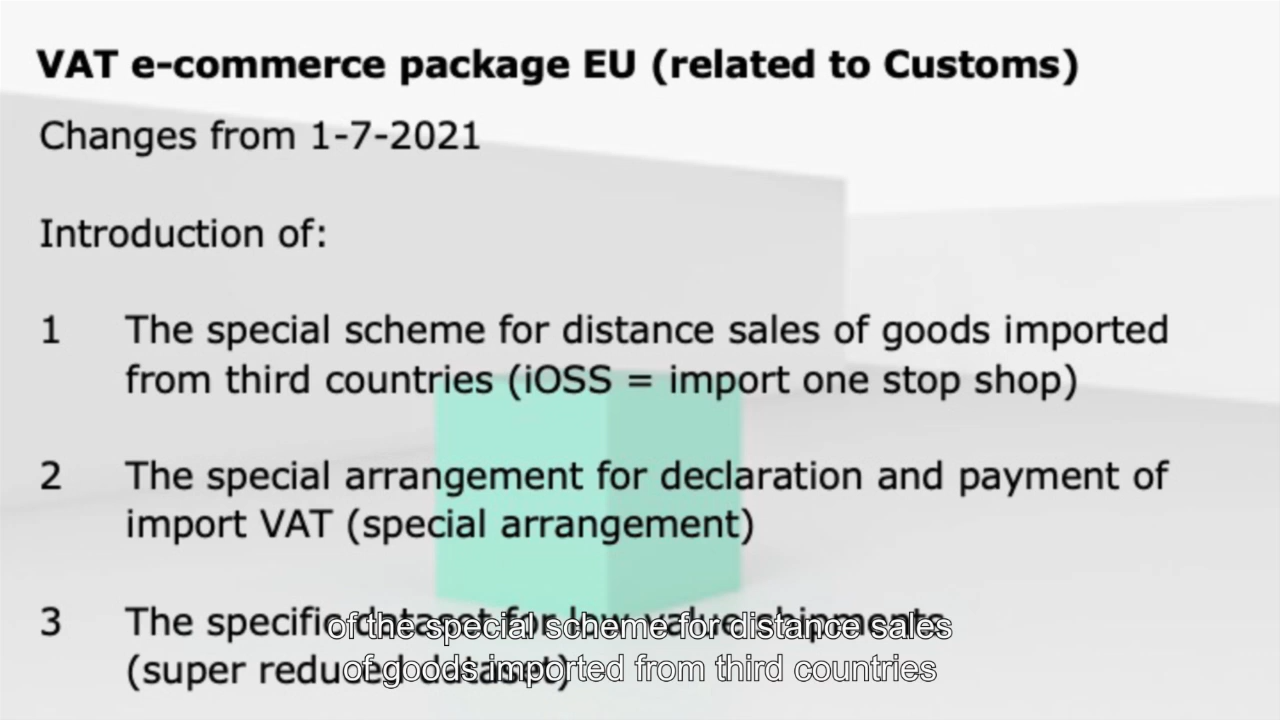 VAT e-commerce package EU (related to Customs)
Changes from 1-7-2021
Introduction of:
1 The special scheme for distance sales of goods imported
from third countries (iOSS = import one stop shop)
2 The special arrangement for declaration and payment of
import VAT (special arrangement)
3 The specific dataset for low value shipments
(super reduced dataset)
of the special scheme for distance sales
of goods imported from third countries